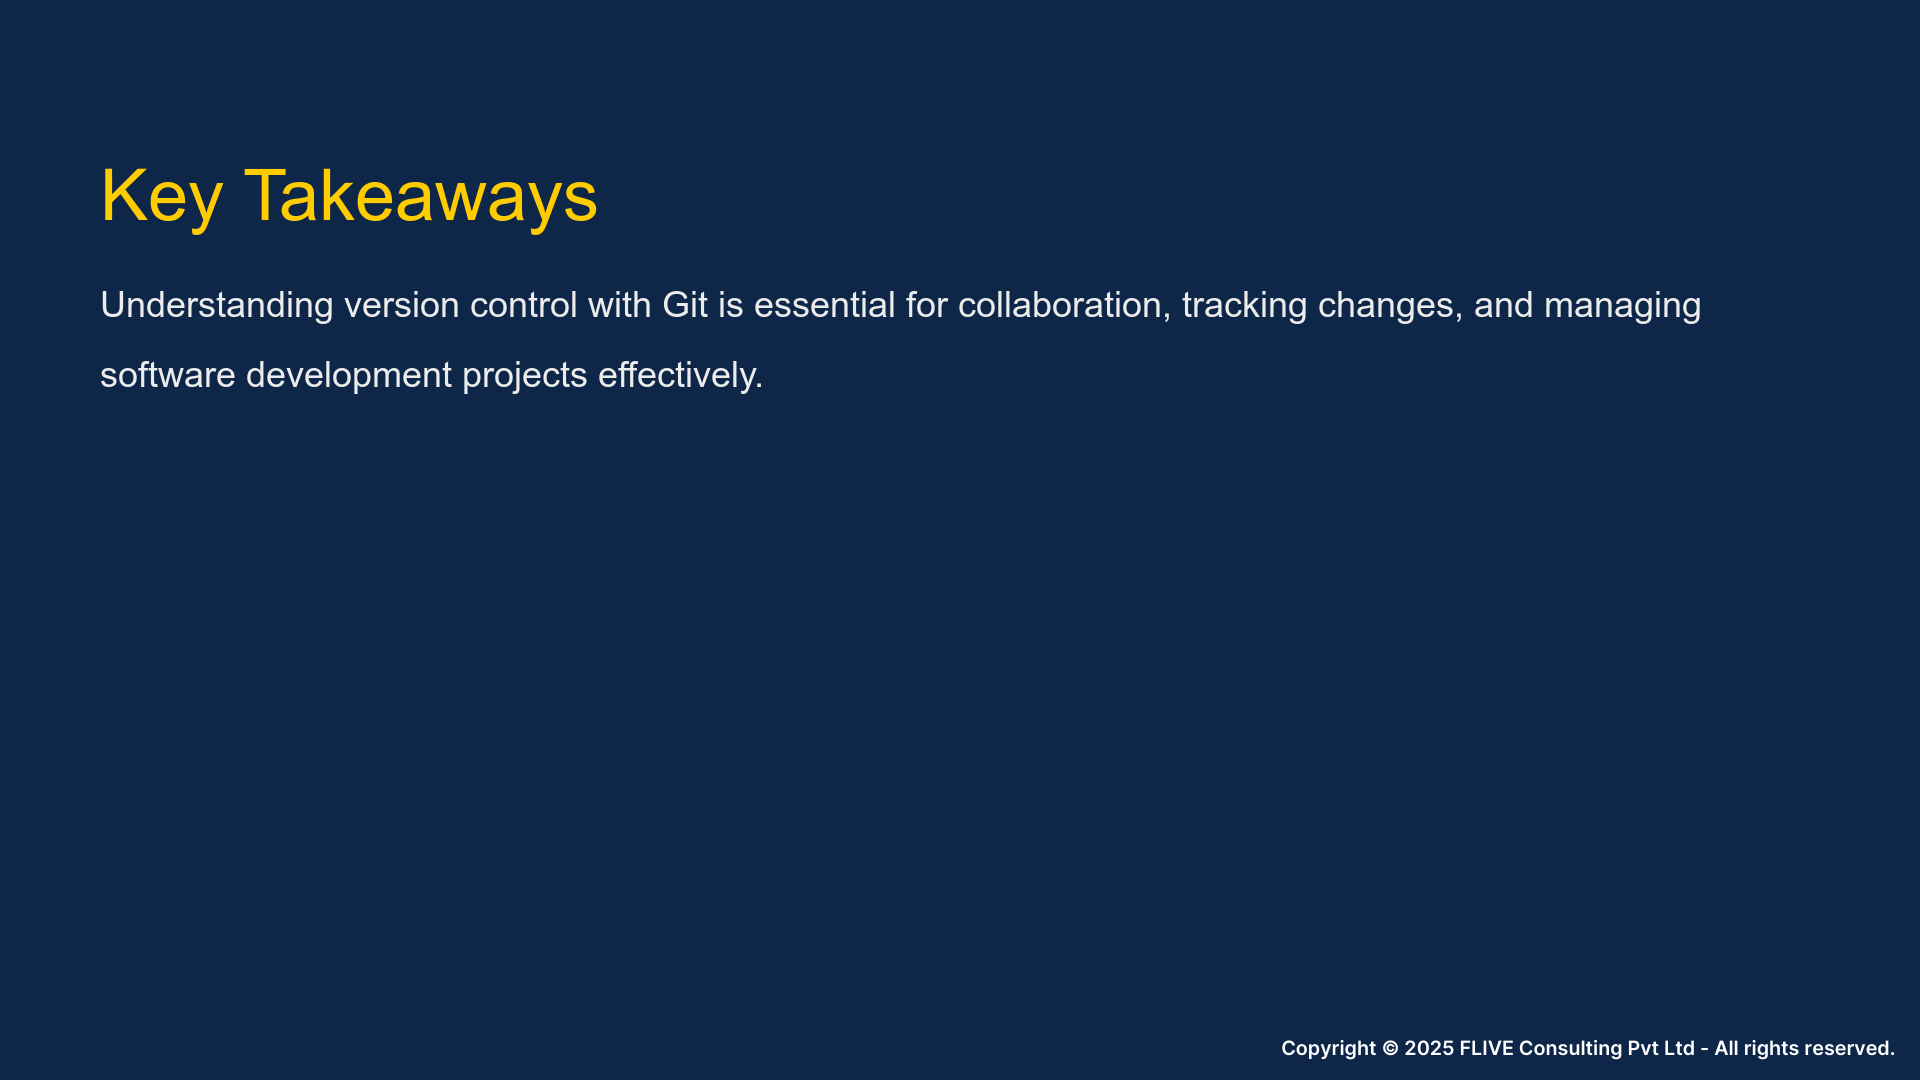 Key Takeaways
Understanding version control with Git is essential for collaboration, tracking changes, and managing
software development projects effectively.
Copyright © 2025 FLIVE Consulting Pvt Ltd - All rights reserved.